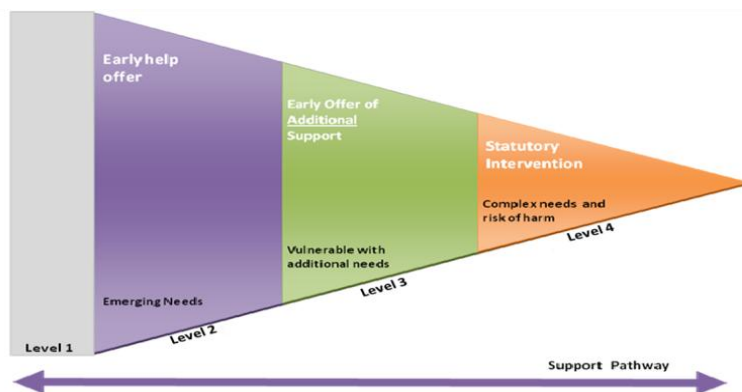 Early help
offer
Early Offer of
Additional
Support
Statutory
Intervention
Complex needs and
risk of harm
Level 4
Vulnerable with
additional needs
Level 3
Emerging Needs
Level 2
Level 1
Support Pathway